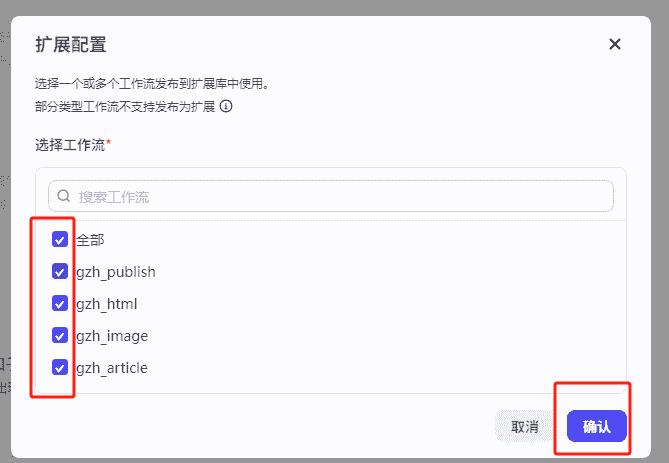 扩展配置
选择一个或多个工作流发布到扩展库中使用。
部分类型工作流不支持发布为扩展
选择工作流*
搜索工作流
全部
gzh_publish
gzh_html
gzh_image
gzh_article
取消
确认